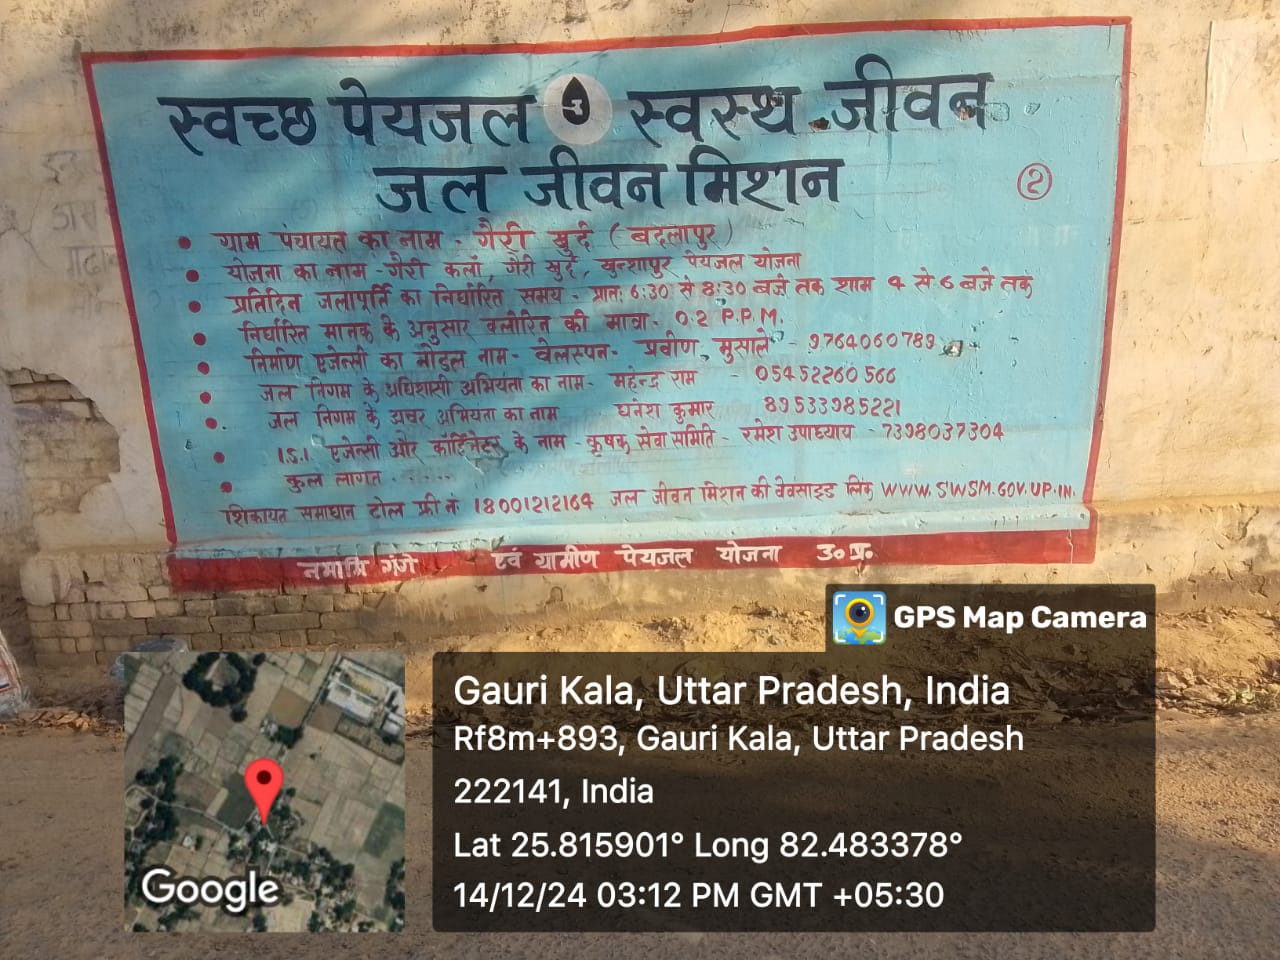 स्वच्छ पेयजल स्वस्थ जीवन
जल जीवन मिशन
२
ग्राम पंचायत का नाम - गैरी खुर्द (बदलापुर)
योजना का नाम - गैरी कलाँ, गैरी खुर्द, युन्शापुर पेयजल योजना
प्रतिदिन जलापूर्ति का निर्धारित समय - प्रातः 6:30 से 8:30 बजे तक शाम 4 से 6 बजे तक
निर्धारित मानक के अनुसार क्लोरिन की मात्रा - 0.2 P.P.M.
निर्माण एजेन्सी का नोडल नाम - वेलस्पन - प्रवीण मुसाले - 9764060789
जल निगम के अधिशासी अभियंता का नाम - महेन्द्र राम - 05452260566
जल निगम के अवर अभियंता का नाम घनेश कुमार 89533985221
I.S.I. एजेन्सी और कॉर्डिनेटर के नाम - कृषक सेवा समिति - रमेश उपाध्याय - 7398037304
कुल लागत - - - - -
शिकायत समाधान टोल फ्री नं 18001212164 जल जीवन मिशन की वेवसाइड लिंक WWW.SWSM.GOV.UP.IN.
नमामि गंगे एवं ग्रामीण पेयजल योजना उ० प्र०
GPS Map Camera
Gauri Kala, Uttar Pradesh, India
Rf8m+893, Gauri Kala, Uttar Pradesh
222141, India
Lat 25.815901° Long 82.483378°
14/12/24 03:12 PM GMT +05:30
Google